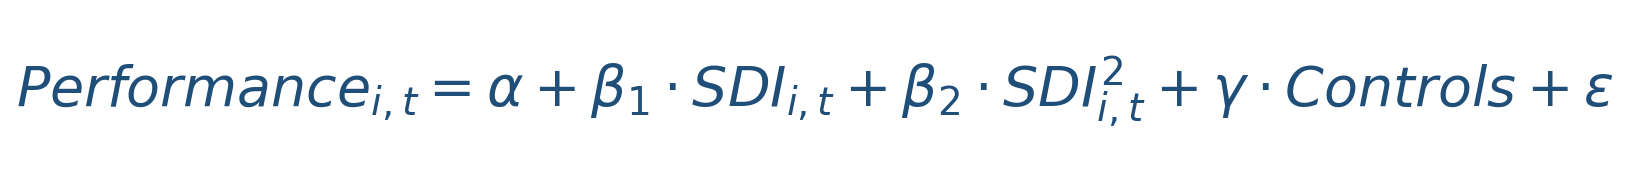 Performance_{i,t} = α + β_1 · SDI_{i,t} + β_2 · SDI^2_{i,t} + γ · Controls + ε